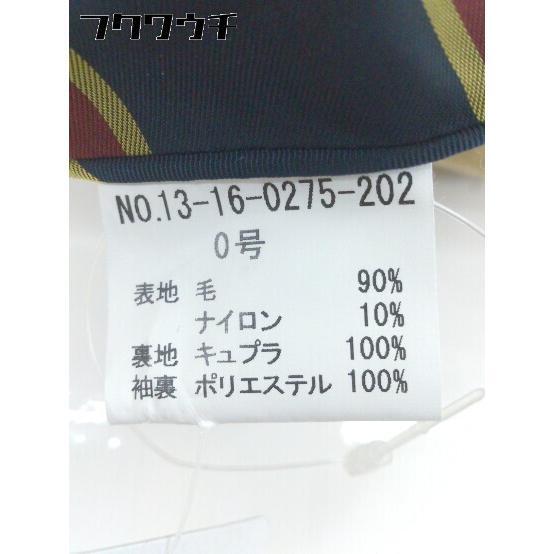 フクワウチ
NO.13-16-0275-202
0号
表地 毛 90%
ナイロン 10%
裏地 キュプラ 100%
袖裏 ポリエステル 100%